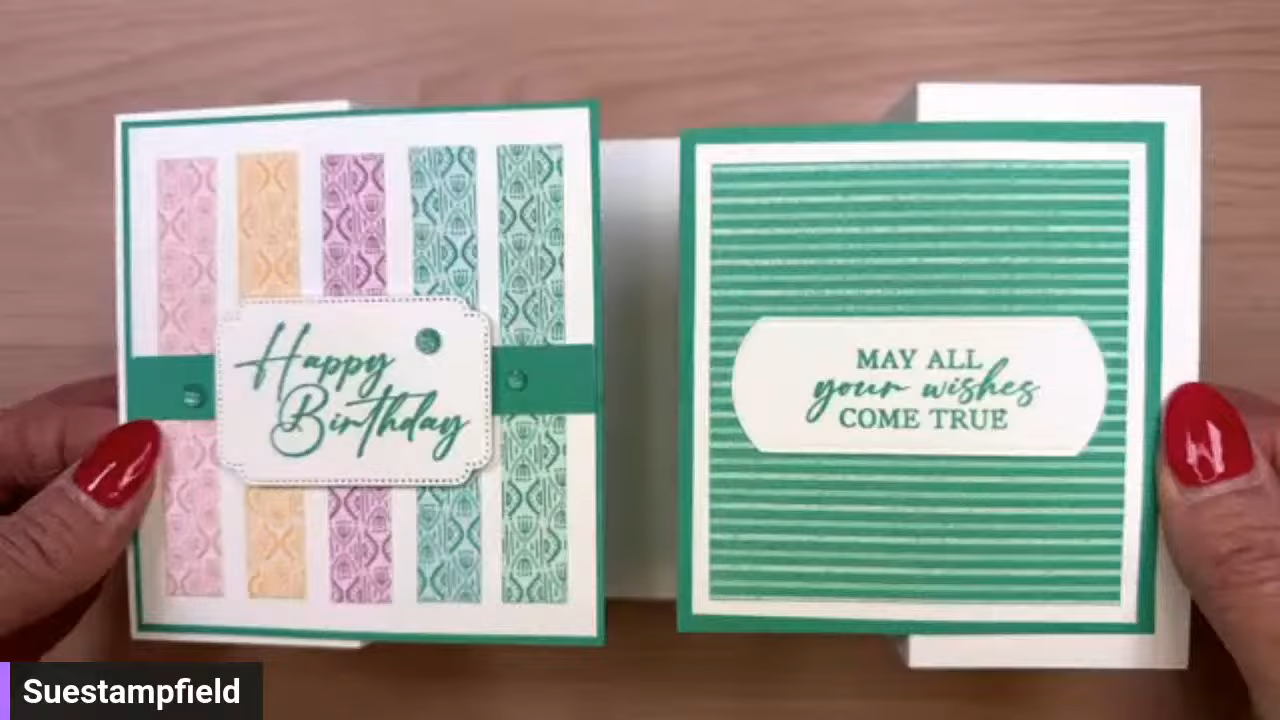 Happy
Birthday
MAY ALL
your wishes
COME TRUE
Suestampfield